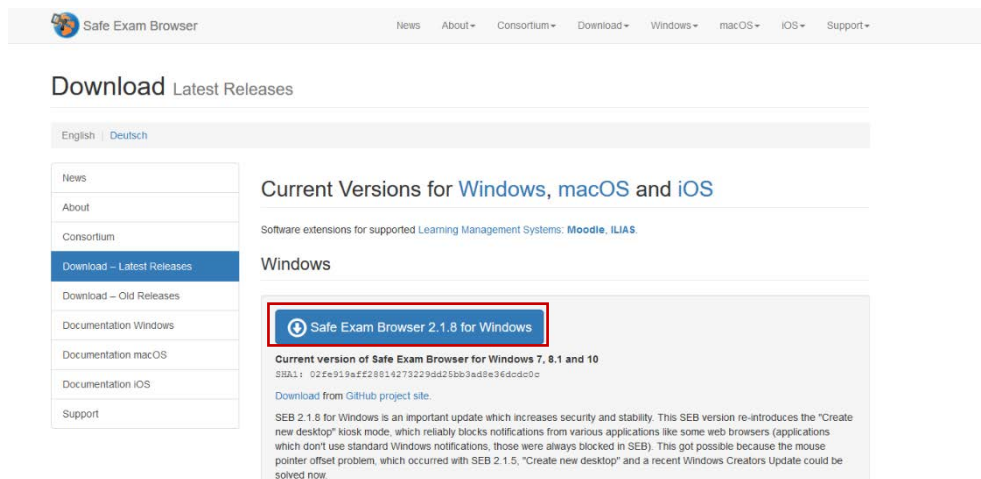 Safe Exam Browser
News About Consortium Download Windows macOS iOS Support
Download Latest Releases
English | Deutsch
News
About
Consortium
Download – Latest Releases
Download – Old Releases
Documentation Windows
Documentation macOS
Documentation iOS
Support
Current Versions for Windows, macOS and iOS
Software extensions for supported Learning Management Systems: Moodle, ILIAS.
Windows
Safe Exam Browser 2.1.8 for Windows
Current version of Safe Exam Browser for Windows 7, 8.1 and 10
SHA1: 02fe919aff28814273229dd25bb3ad8e36dcdc0c
Download from GitHub project site.
SEB 2.1.8 for Windows is an important update which increases security and stability. This SEB version re-introduces the "Create
new desktop" kiosk mode, which reliably blocks notifications from various applications like some web browsers (applications
which don't use standard Windows notifications, those were always blocked in SEB). This got possible because the mouse
pointer offset problem, which occurred with SEB 2.1.5, "Create new desktop" and a recent Windows Creators Update could be
solved now.